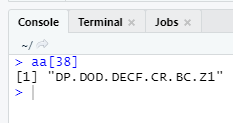 Console Terminal × Jobs ×
~/
> aa[38]
[1] "DP.DOD.DECF.CR.BC.Z1"
>